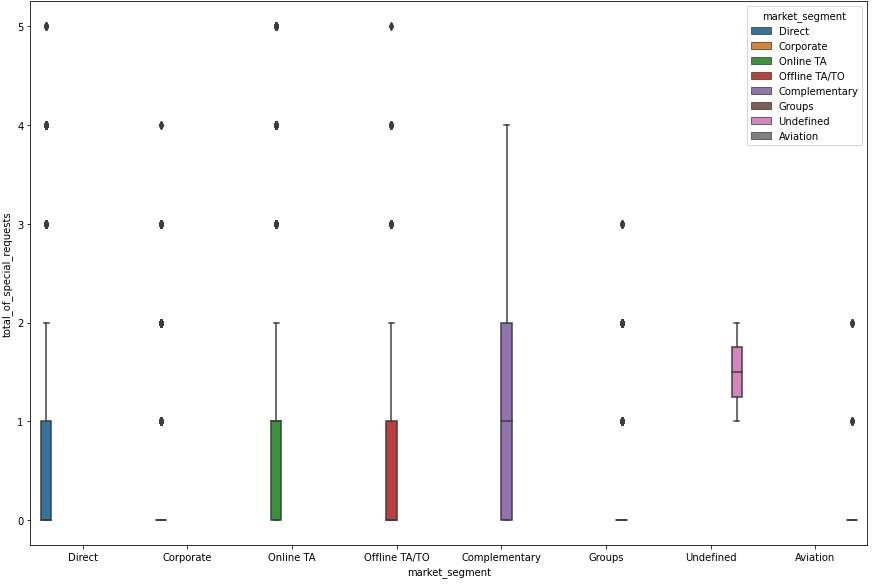 5
4
3
2
1
0
total_of_special_requests
Direct
Corporate
Online TA
Offline TA/TO
Complementary
Groups
Undefined
Aviation
market_segment
market_segment
Direct
Corporate
Online TA
Offline TA/TO
Complementary
Groups
Undefined
Aviation